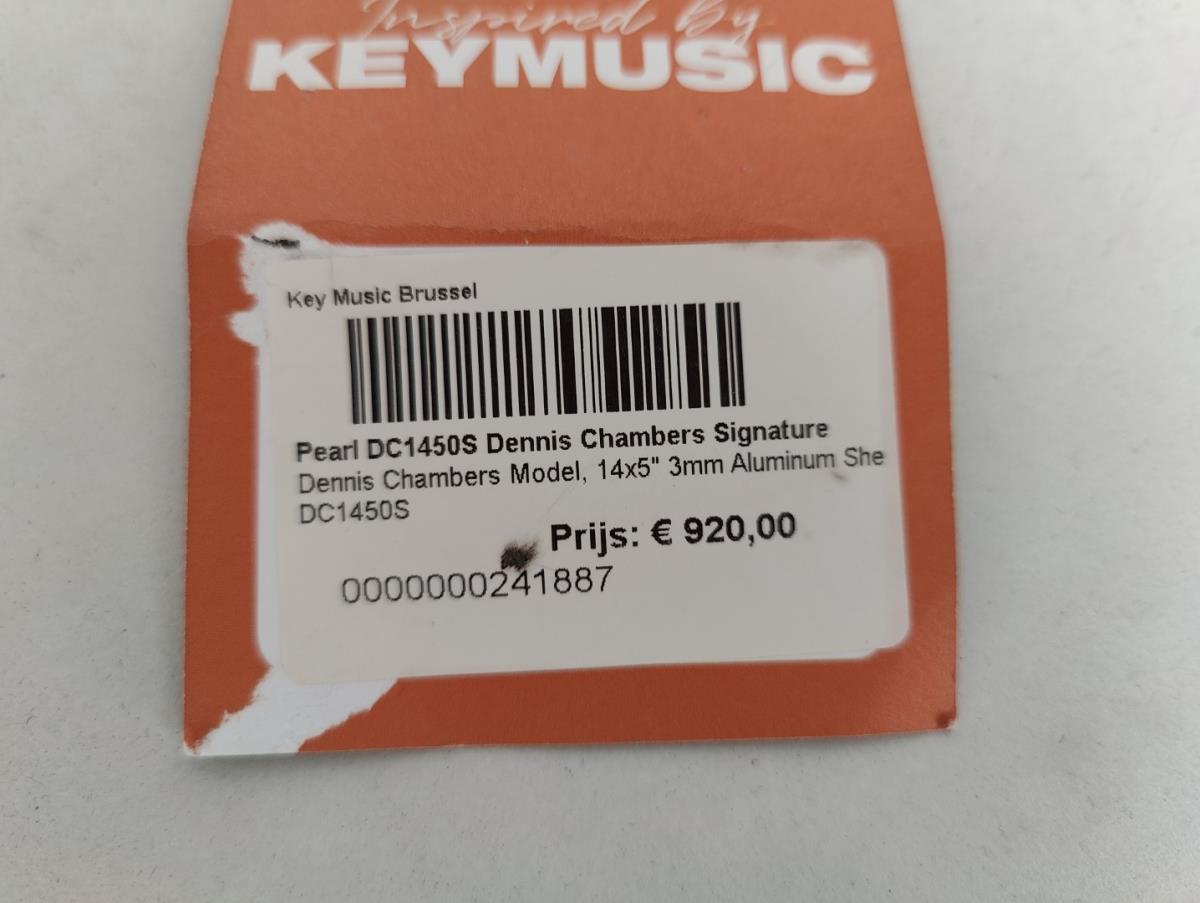 Inspired by
KEYMUSIC
Key Music Brussel
Pearl DC1450S Dennis Chambers Signature
Dennis Chambers Model, 14x5" 3mm Aluminum She
DC1450S
Prijs: € 920,00
0000000241887